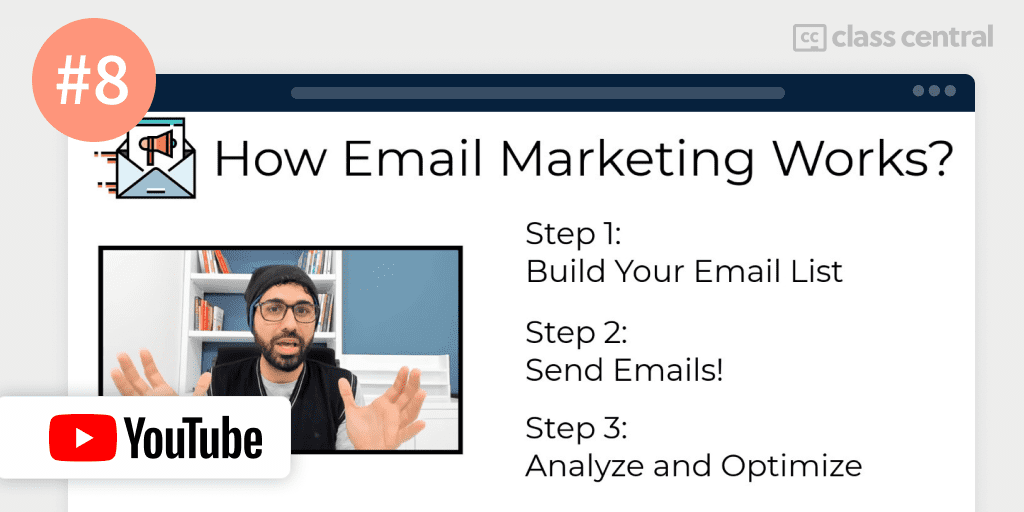 #8
cc class central
How Email Marketing Works?
Step 1:
Build Your Email List
Step 2:
Send Emails!
Step 3:
Analyze and Optimize
YouTube